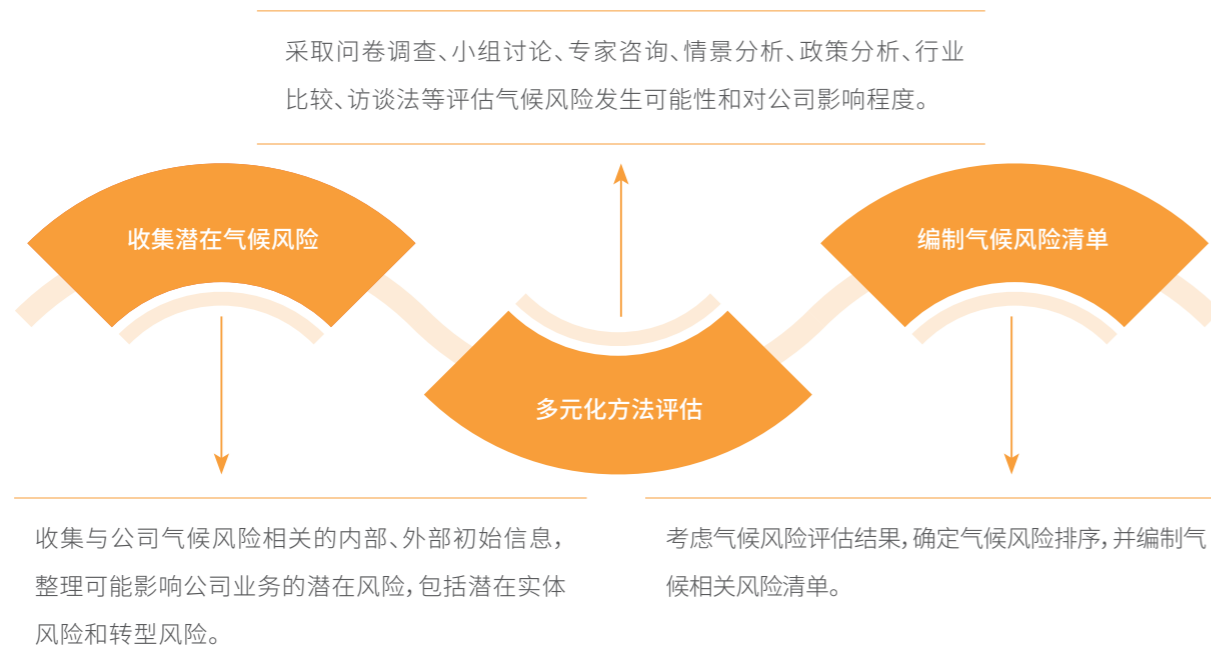 采取问卷调查、小组讨论、专家咨询、情景分析、政策分析、行业
比较、访谈法等评估气候风险发生可能性和对公司影响程度。
收集潜在气候风险
编制气候风险清单
多元化方法评估
收集与公司气候风险相关的内部、外部初始信息，
整理可能影响公司业务的潜在风险，包括潜在实体
风险和转型风险。
考虑气候风险评估结果，确定气候风险排序，并编制气
候相关风险清单。